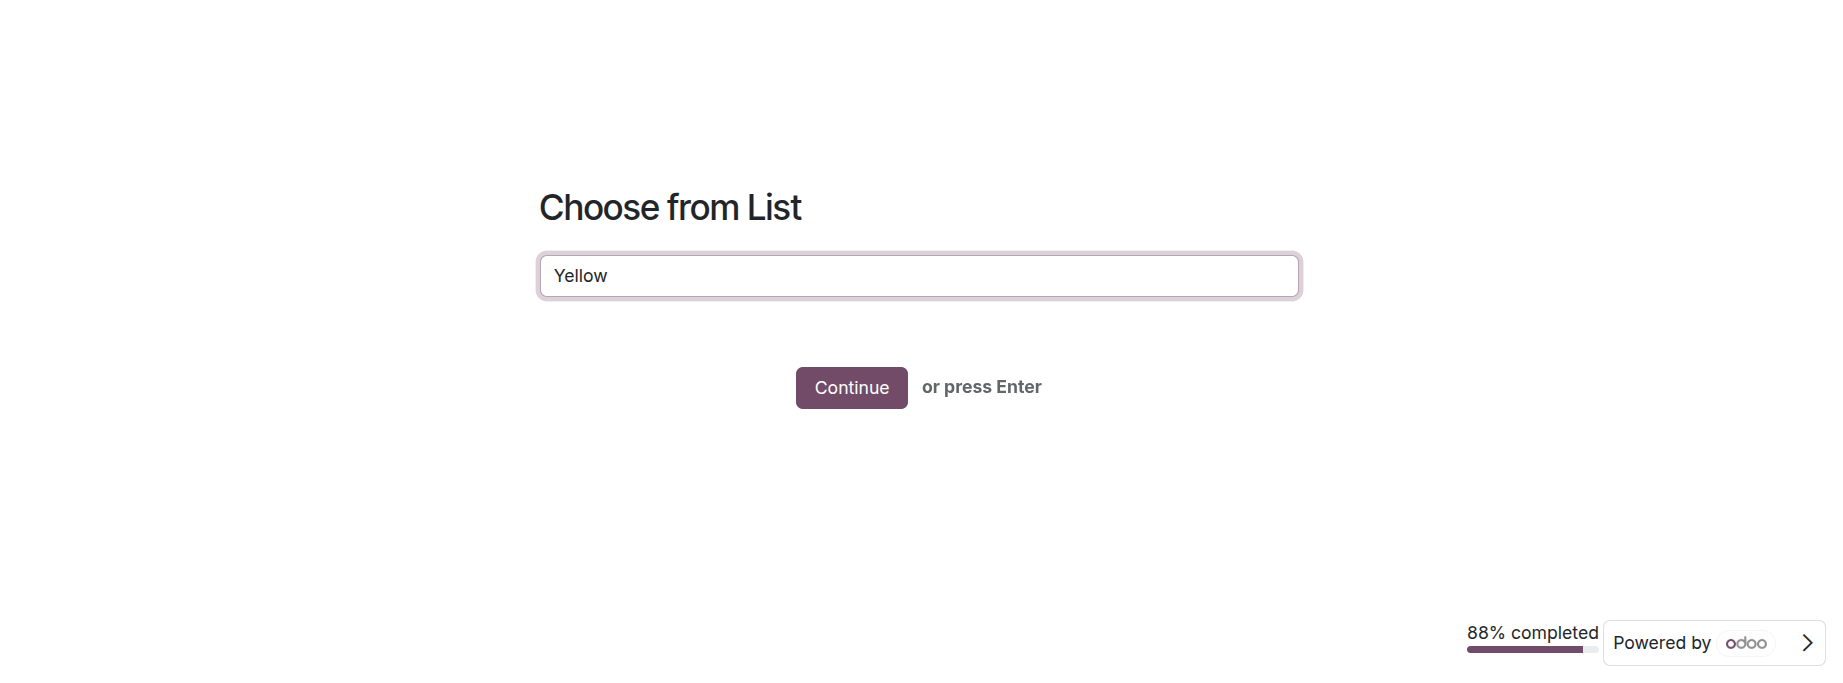 Choose from List
Yellow
Continue or press Enter
88% completed
Powered by odoo